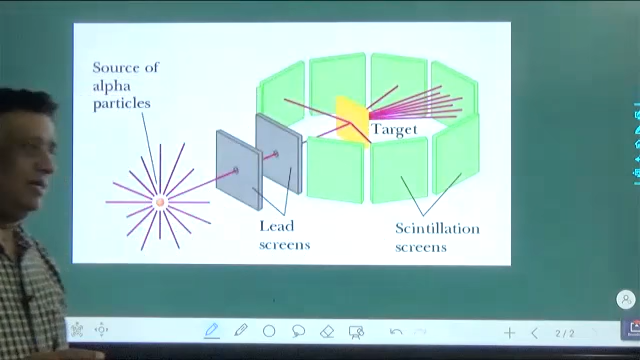 Source of
alpha
particles
Target
Lead
screens
Scintillation
screens
2/2